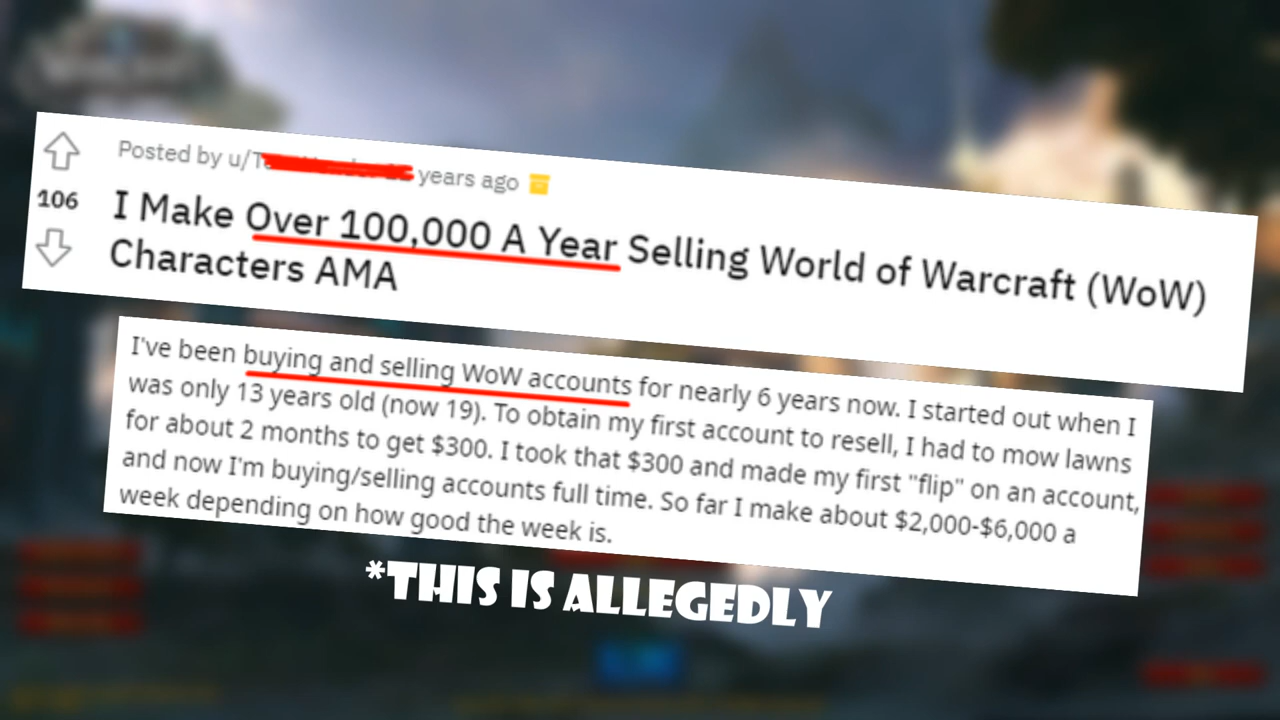 Posted by u/T years ago
106
I Make Over 100,000 A Year Selling World of Warcraft (WoW)
Characters AMA
I've been buying and selling WoW accounts for nearly 6 years now. I started out when I
was only 13 years old (now 19). To obtain my first account to resell, I had to mow lawns
for about 2 months to get $300. I took that $300 and made my first "flip" on an account,
and now I'm buying/selling accounts full time. So far I make about $2,000-$6,000 a
week depending on how good the week is.
*THIS IS ALLEGEDLY